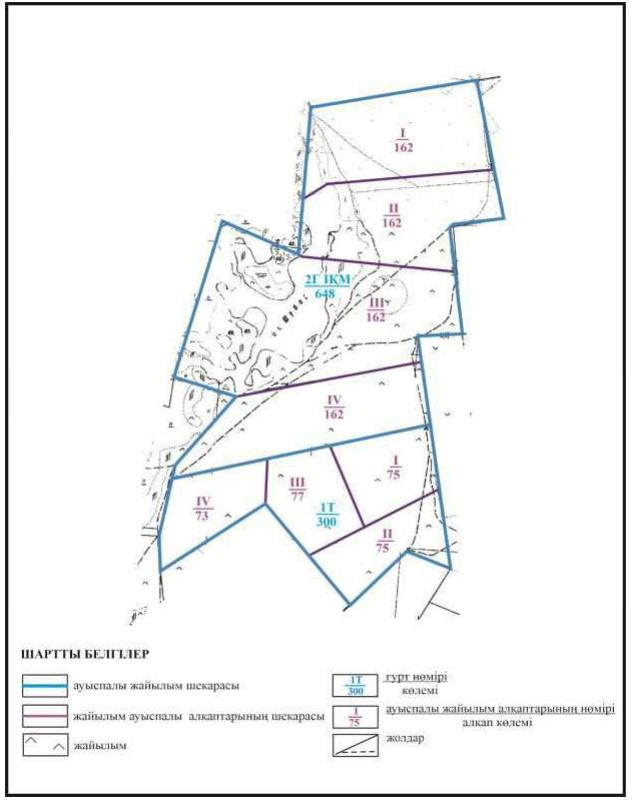 I
162
II
162
2Г ІҚМ
648
III
162
IV
162
I
75
III
77
IV
73
1Т
300
II
75
ШАРТТЫ БЕЛГІЛЕР
ауыспалы жайылым шекарасы
жайылым ауыспалы алқаптарының шекарасы
жайылым
1Т
300
гурт нөмірі
көлемі
I
75
ауыспалы жайылым алқаптарының нөмірі
алқап көлемі
жолдар